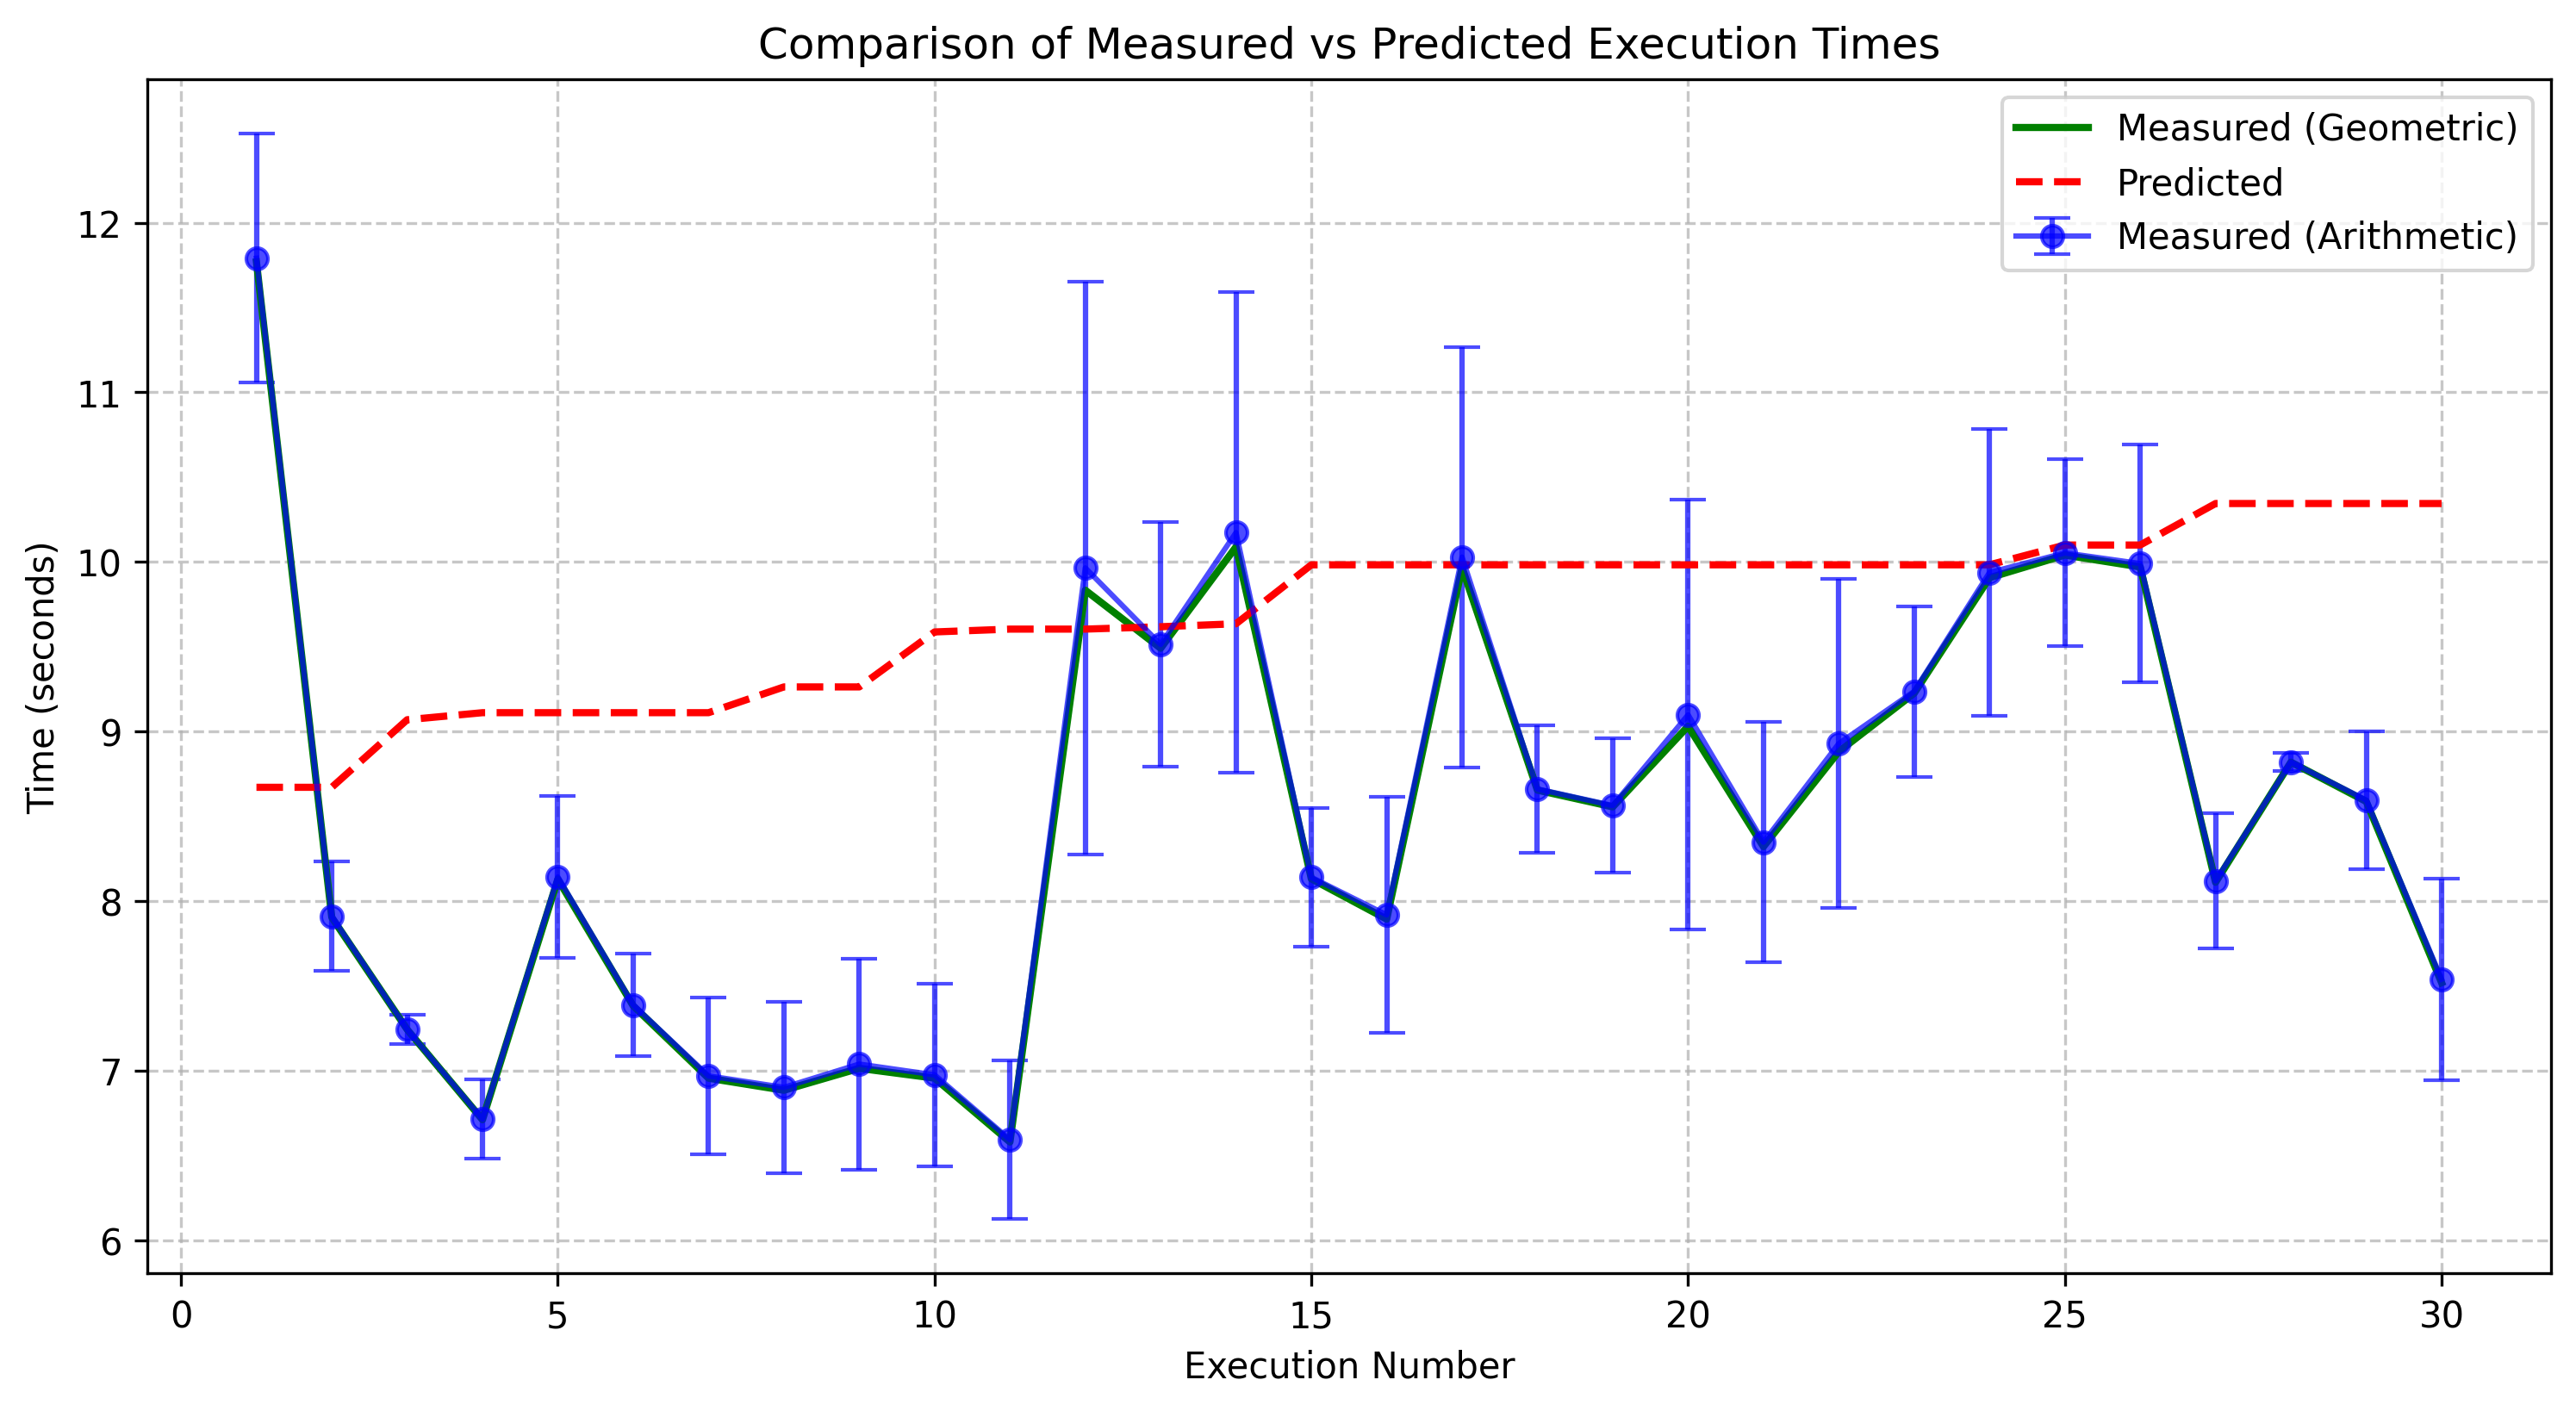 Comparison of Measured vs Predicted Execution Times
Measured (Geometric)
Predicted
Measured (Arithmetic)
Time (seconds)
12
11
10
9
8
7
6
0 5 10 15 20 25 30
Execution Number